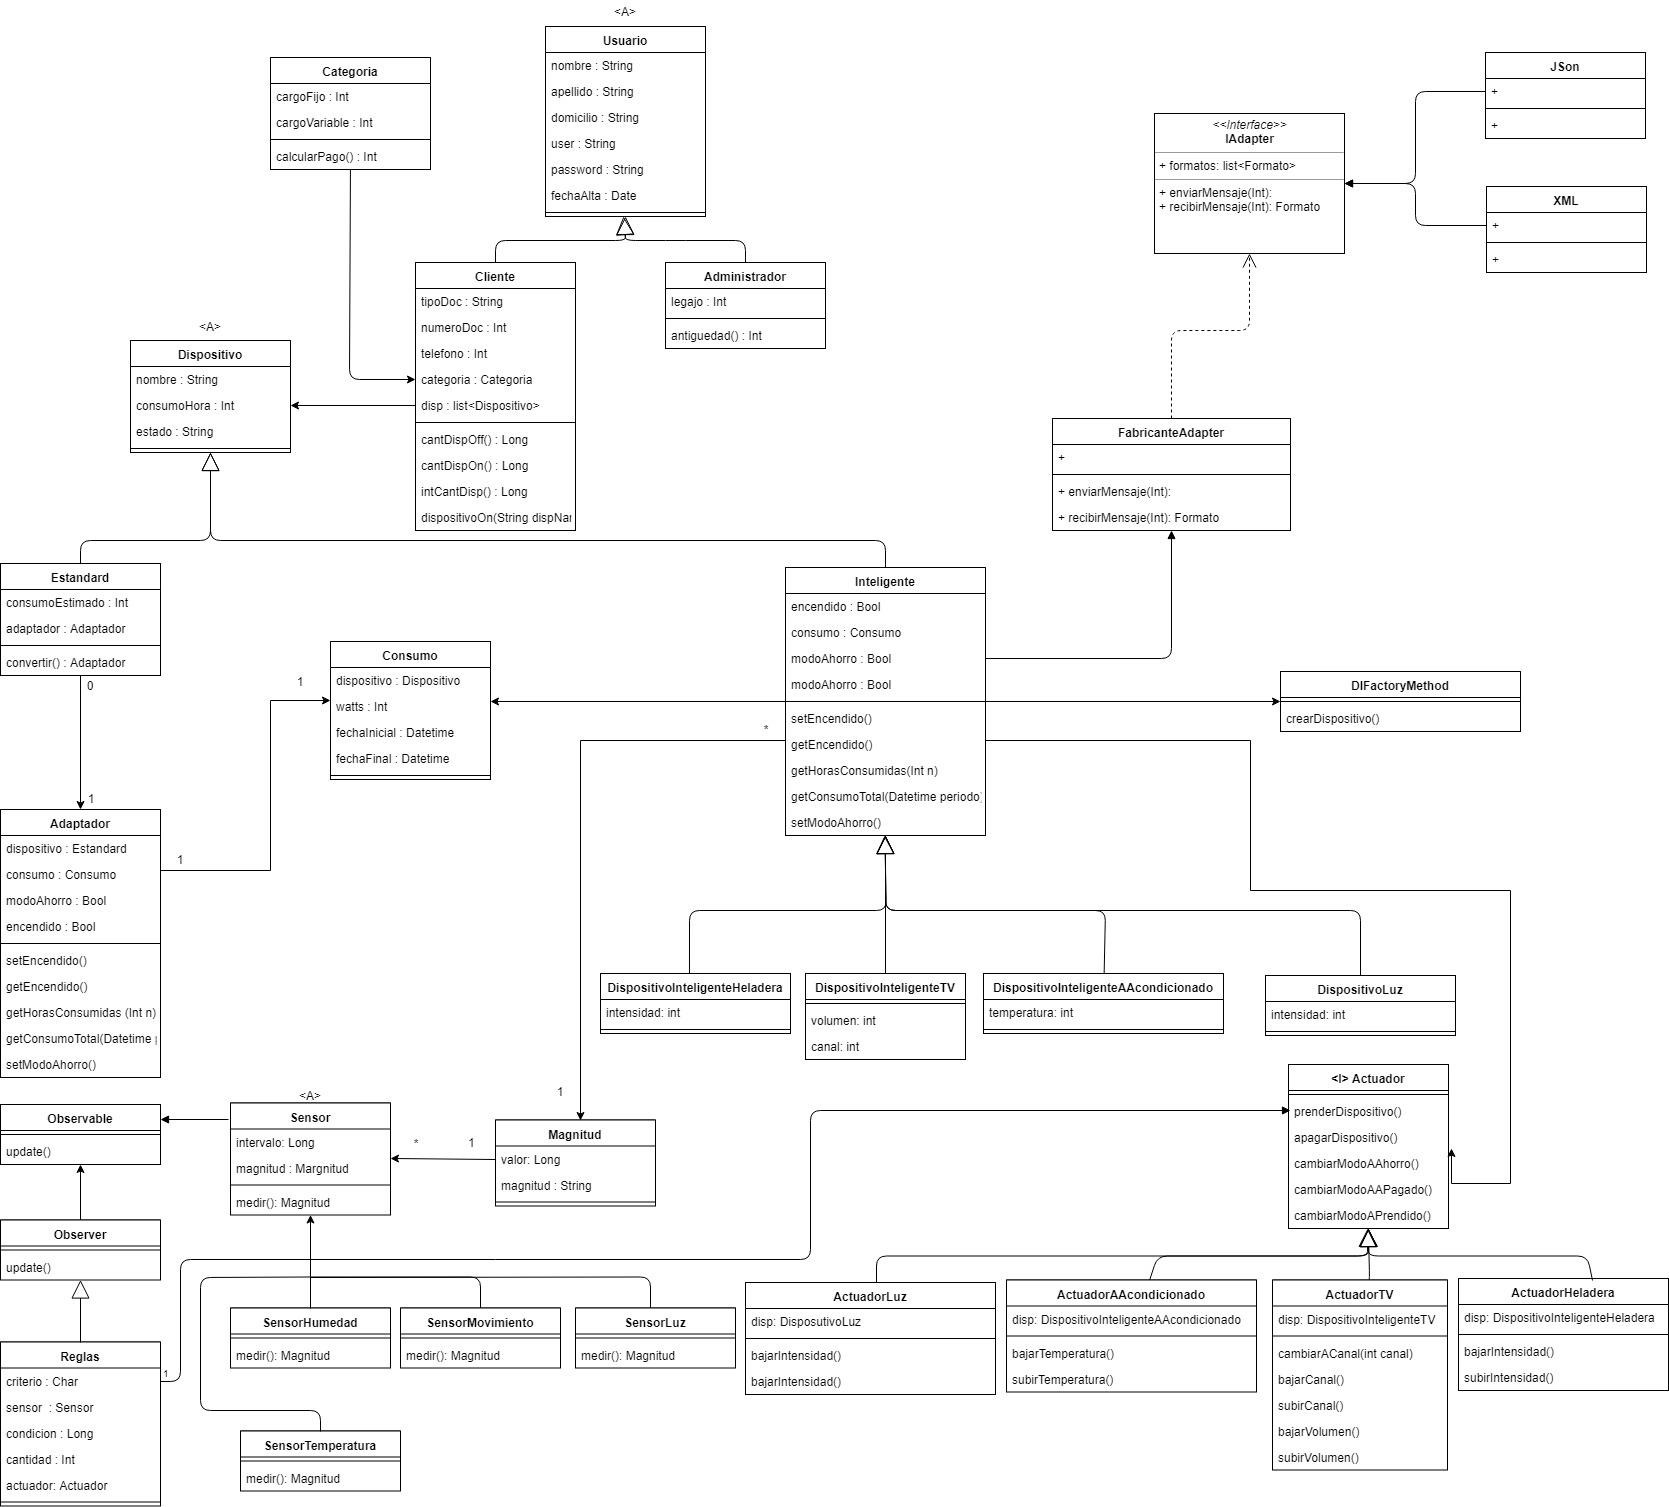 <A>
Usuario
nombre : String
apellido : String
domicilio : String
user : String
password : String
fechaAlta : Date
Categoria
cargoFijo : Int
cargoVariable : Int
calcularPago() : Int
JSon
+
+
<<Interface>>
IAdapter
+ formatos: list<Formato>
+ enviarMensaje(Int):
+ recibirMensaje(Int): Formato
XML
+
+
Cliente
tipoDoc : String
numeroDoc : Int
telefono : Int
categoria : Categoria
disp : list<Dispositivo>
cantDispOff() : Long
cantDispOn() : Long
intCantDisp() : Long
dispositivoOn(String dispNa
Administrador
legajo : Int
antiguedad() : Int
<A>
Dispositivo
nombre : String
consumoHora : Int
estado : String
FabricanteAdapter
+
+ enviarMensaje(Int):
+ recibirMensaje(Int): Formato
Estandard
consumoEstimado : Int
adaptador : Adaptador
convertir() : Adaptador
0
1
Inteligente
encendido : Bool
consumo : Consumo
modoAhorro : Bool
modoAhorro : Bool
setEncendido()
getEncendido()
getHorasConsumidas(Int n)
getConsumoTotal(Datetime periodo)
setModoAhorro()
1
Consumo
dispositivo : Dispositivo
watts : Int
fechaInicial : Datetime
fechaFinal : Datetime
*
DIFactoryMethod
crearDispositivo()
Adaptador
dispositivo : Estandard
consumo : Consumo
modoAhorro : Bool
encendido : Bool
setEncendido()
getEncendido()
getHorasConsumidas (Int n)
getConsumoTotal(Datetime
setModoAhorro()
1
DispositivoInteligenteHeladera
intensidad: int
DispositivoInteligenteTV
volumen: int
canal: int
DispositivoInteligenteAAcondicionado
temperatura: int
DispositivoLuz
intensidad: int
Observable
update()
<A>
Sensor
intervalo: Long
magnitud : Margnitud
medir(): Magnitud
*
1
1
Magnitud
valor: Long
magnitud : String
<I> Actuador
prenderDispositivo()
apagarDispositivo()
cambiarModoAAhorro()
cambiarModoAAPagado()
cambiarModoAPrendido()
Observer
update()
SensorHumedad
medir(): Magnitud
SensorMovimiento
medir(): Magnitud
SensorLuz
medir(): Magnitud
ActuadorLuz
disp: DisposutivoLuz
bajarIntensidad()
bajarIntensidad()
ActuadorAAcondicionado
disp: DispositivoInteligenteAAcondicionado
bajarTemperatura()
subirTemperatura()
ActuadorTV
disp: DispositivoInteligenteTV
cambiarACanal(int canal)
bajarCanal()
subirCanal()
bajarVolumen()
subirVolumen()
ActuadorHeladera
disp: DispositivoInteligenteHeladera
bajarIntensidad()
subirIntensidad()
Reglas
criterio : Char
sensor  : Sensor
condicion : Long
cantidad : Int
actuador: Actuador
1
SensorTemperatura
medir(): Magnitud